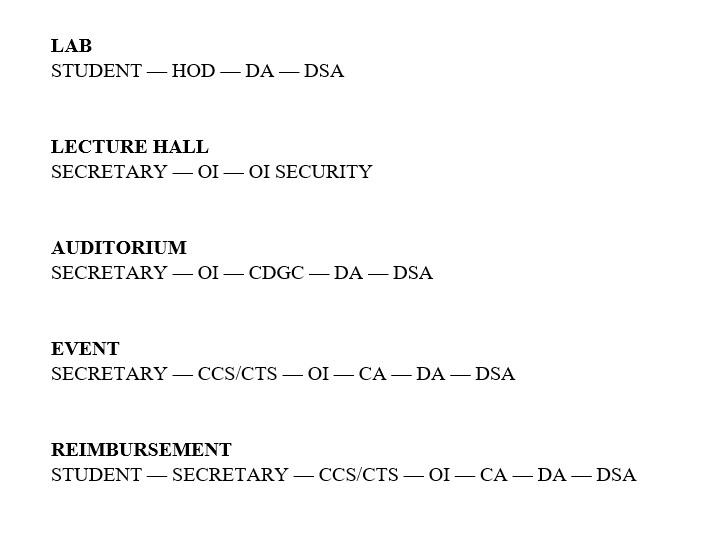 LAB
STUDENT — HOD — DA — DSA
LECTURE HALL
SECRETARY — OI — OI SECURITY
AUDITORIUM
SECRETARY — OI — CDGC — DA — DSA
EVENT
SECRETARY — CCS/CTS — OI — CA — DA — DSA
REIMBURSEMENT
STUDENT — SECRETARY — CCS/CTS — OI — CA — DA — DSA